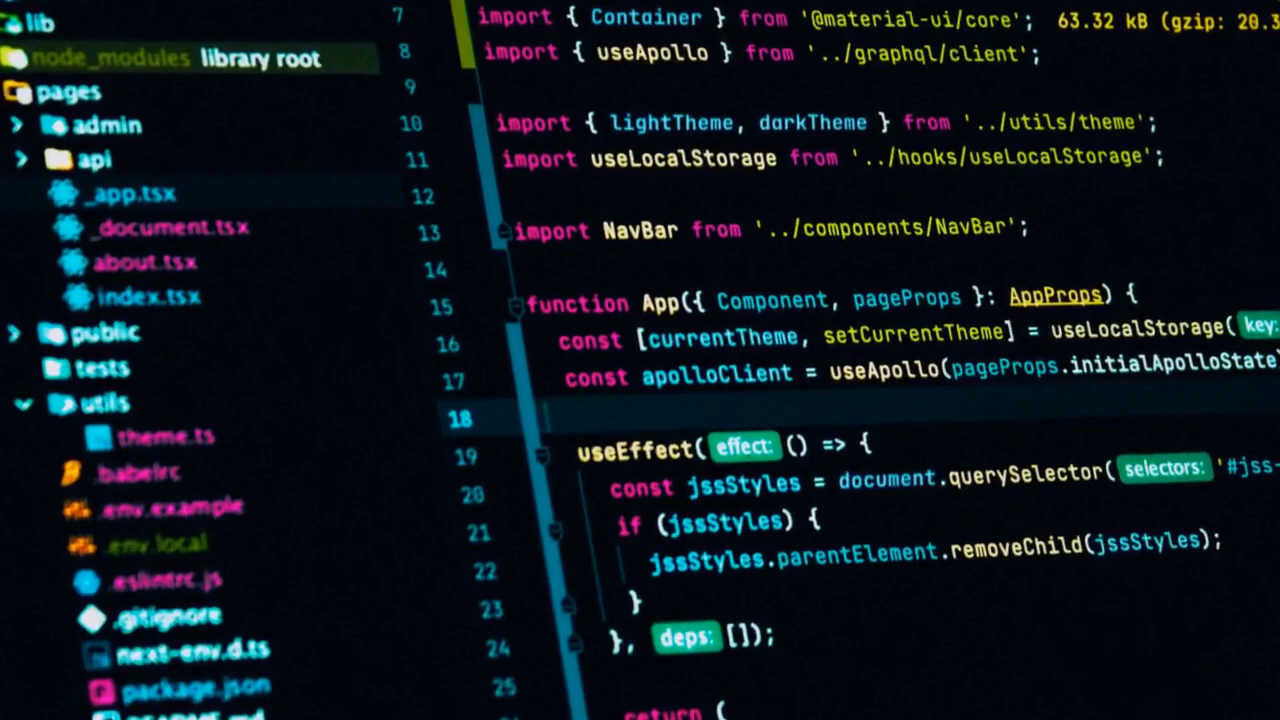 lib
node_modules library root
pages
admin
api
_app.tsx
_document.tsx
about.tsx
index.tsx
public
tests
utils
theme.ts
.babelrc
.env.example
.env.local
.eslintrc.js
.gitignore
next-env.d.ts
package.json
README.md
7 import { Container } from '@material-ui/core'; 63.32 kB (gzip: 20.3
8 import { useApollo } from '../graphql/client';
9
10 import { lightTheme, darkTheme } from '../utils/theme';
11 import useLocalStorage from '../hooks/useLocalStorage';
12
13 import NavBar from '../components/NavBar';
14
15 function App({ Component, pageProps }: AppProps) {
16 const [currentTheme, setCurrentTheme] = useLocalStorage( key:
17 const apolloClient = useApollo(pageProps.initialApolloState)
18
19 useEffect( effect: () => {
20 const jssStyles = document.querySelector( selectors: '#jss-
21 if (jssStyles) {
22 jssStyles.parentElement.removeChild(jssStyles);
23 }
24 }, deps: []);
25
return (